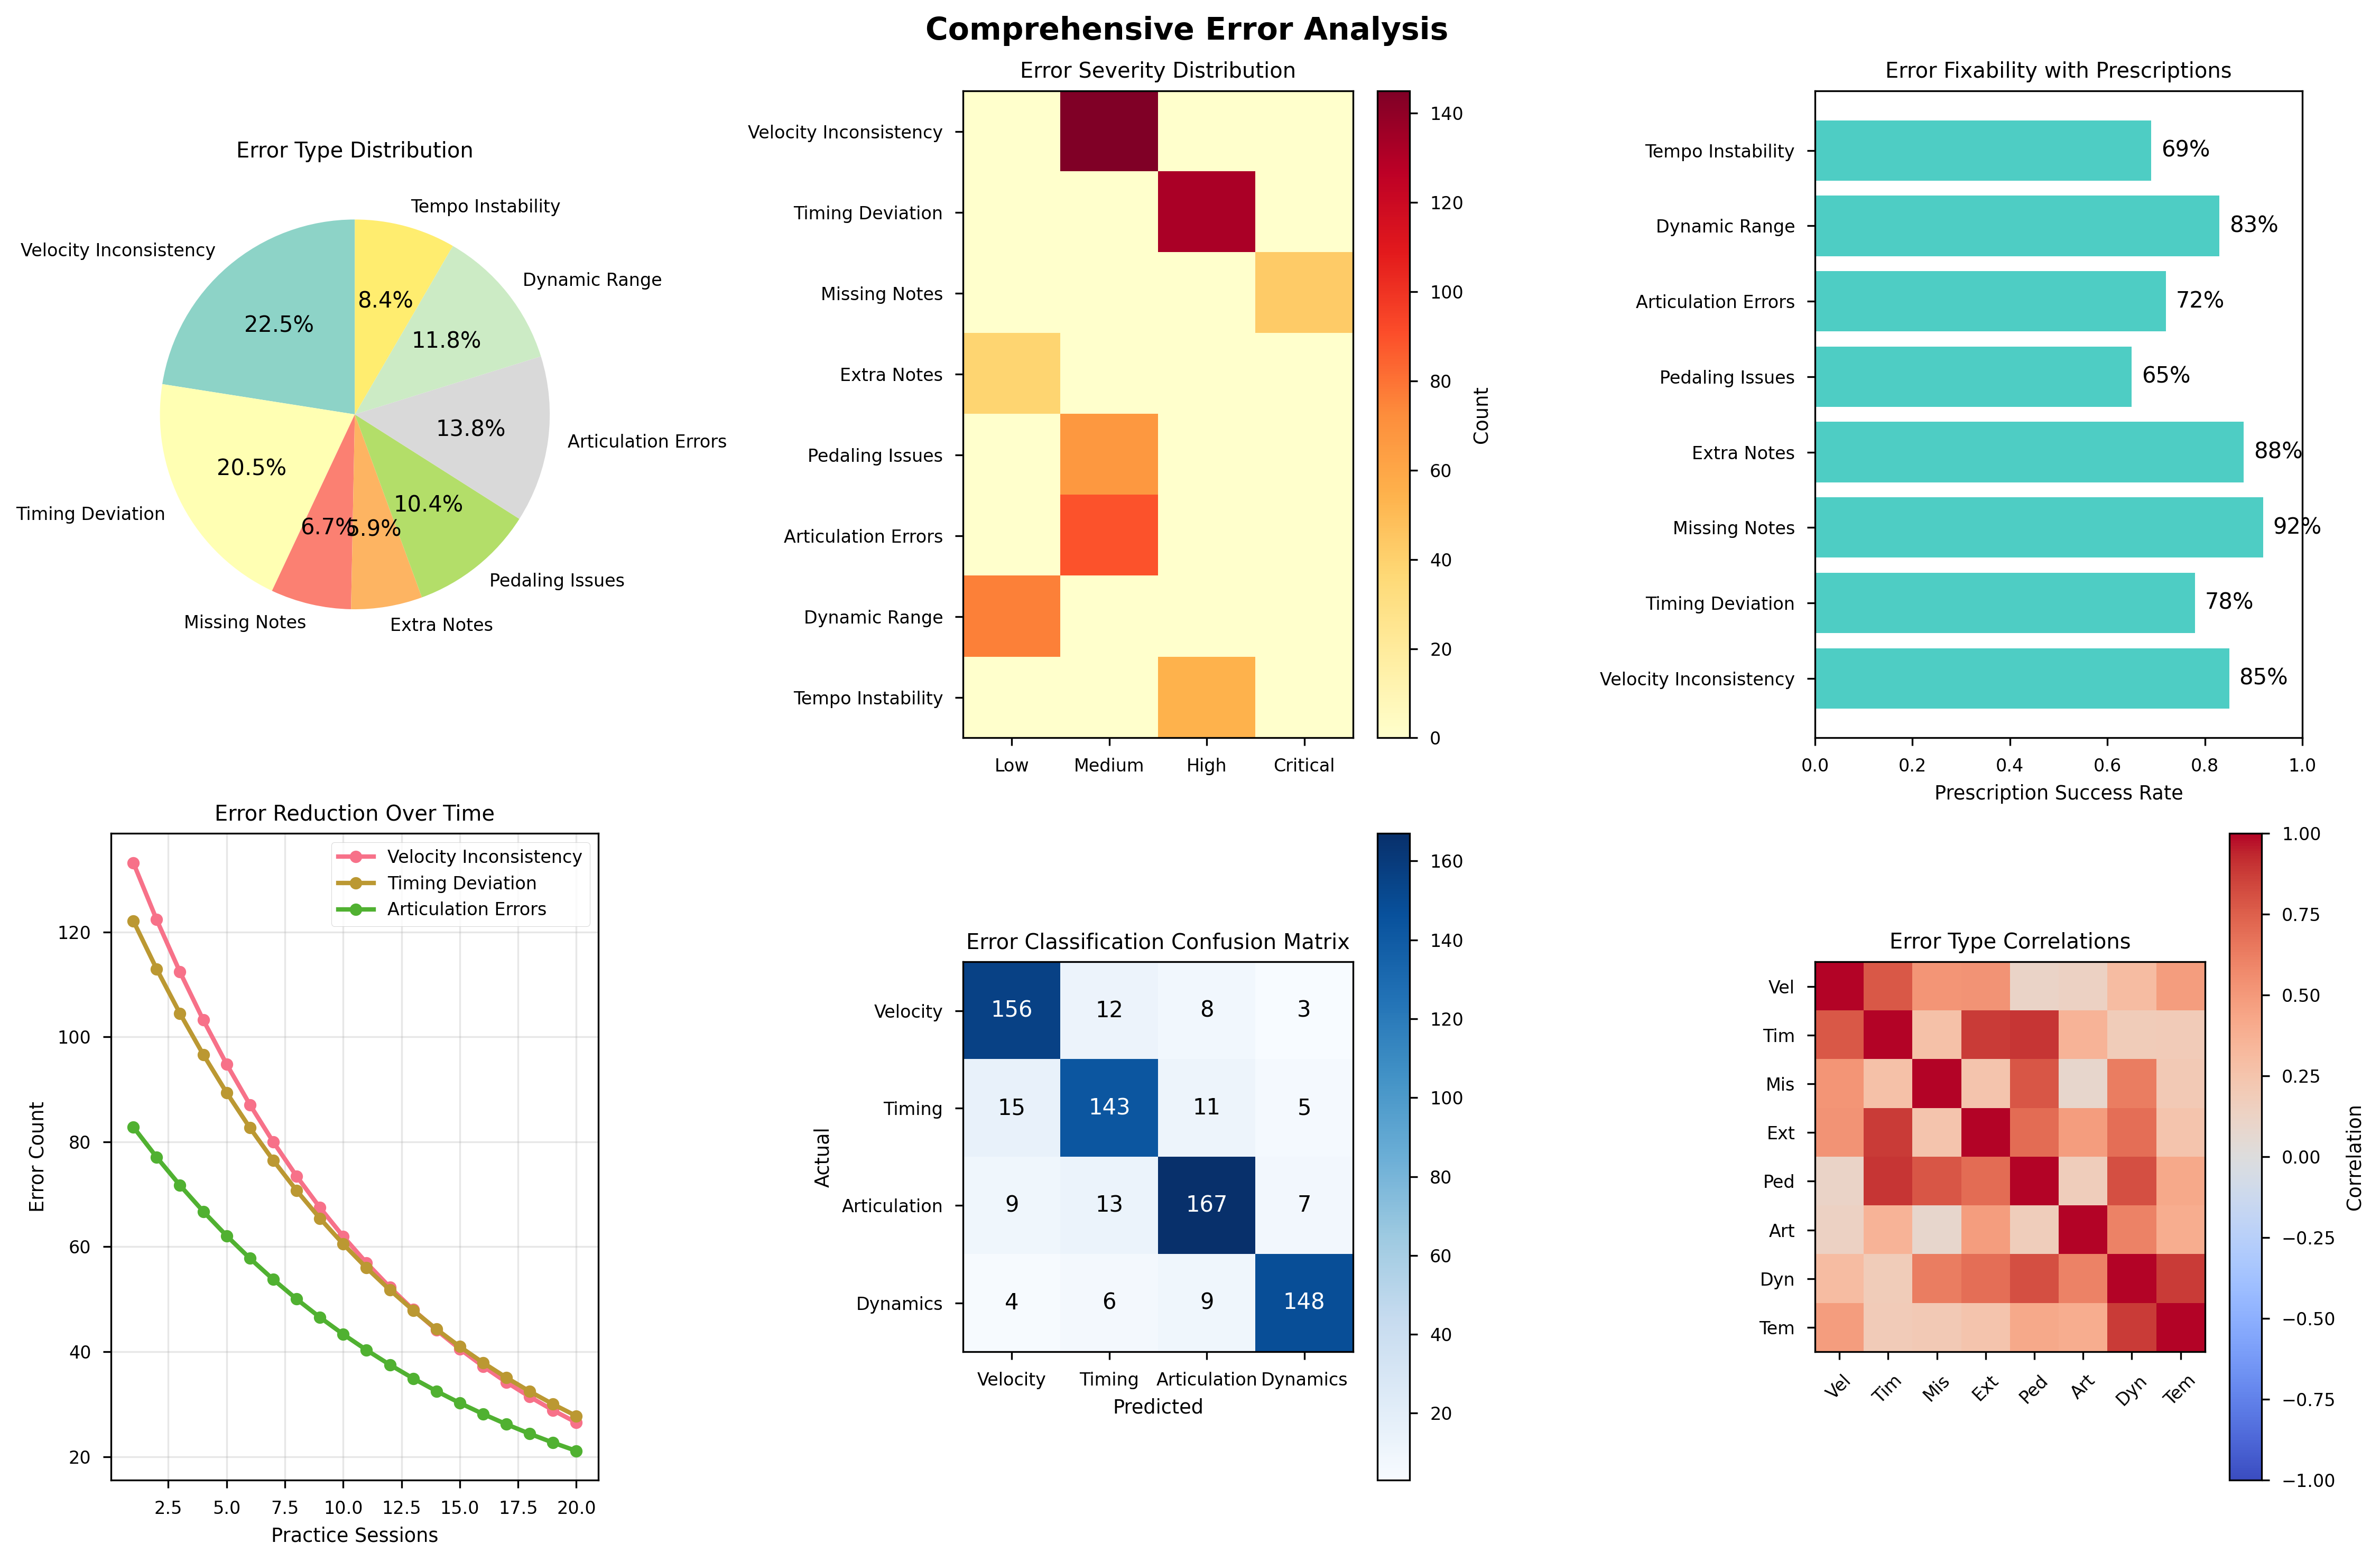 Comprehensive Error Analysis
Error Type Distribution
Tempo Instability
Velocity Inconsistency
Dynamic Range
8.4%
22.5%
11.8%
13.8%
Articulation Errors
20.5%
10.4%
Timing Deviation
6.7%
5.9%
Pedaling Issues
Missing Notes
Extra Notes
Error Severity Distribution
Velocity Inconsistency
Timing Deviation
Missing Notes
Extra Notes
Pedaling Issues
Articulation Errors
Dynamic Range
Tempo Instability
Low Medium High Critical
140
120
100
80
60
40
20
0
Count
Error Fixability with Prescriptions
Tempo Instability 69%
Dynamic Range 83%
Articulation Errors 72%
Pedaling Issues 65%
Extra Notes 88%
Missing Notes 92%
Timing Deviation 78%
Velocity Inconsistency 85%
0.0 0.2 0.4 0.6 0.8 1.0
Prescription Success Rate
Error Reduction Over Time
Velocity Inconsistency
Timing Deviation
Articulation Errors
Error Count
120
100
80
60
40
20
2.5 5.0 7.5 10.0 12.5 15.0 17.5 20.0
Practice Sessions
Error Classification Confusion Matrix
Actual
Velocity 156 12 8 3
Timing 15 143 11 5
Articulation 9 13 167 7
Dynamics 4 6 9 148
Velocity Timing Articulation Dynamics
Predicted
160
140
120
100
80
60
40
20
Error Type Correlations
Vel
Tim
Mis
Ext
Ped
Art
Dyn
Tem
Vel Tim Mis Ext Ped Art Dyn Tem
1.00
0.75
0.50
0.25
0.00
−0.25
−0.50
−0.75
−1.00
Correlation